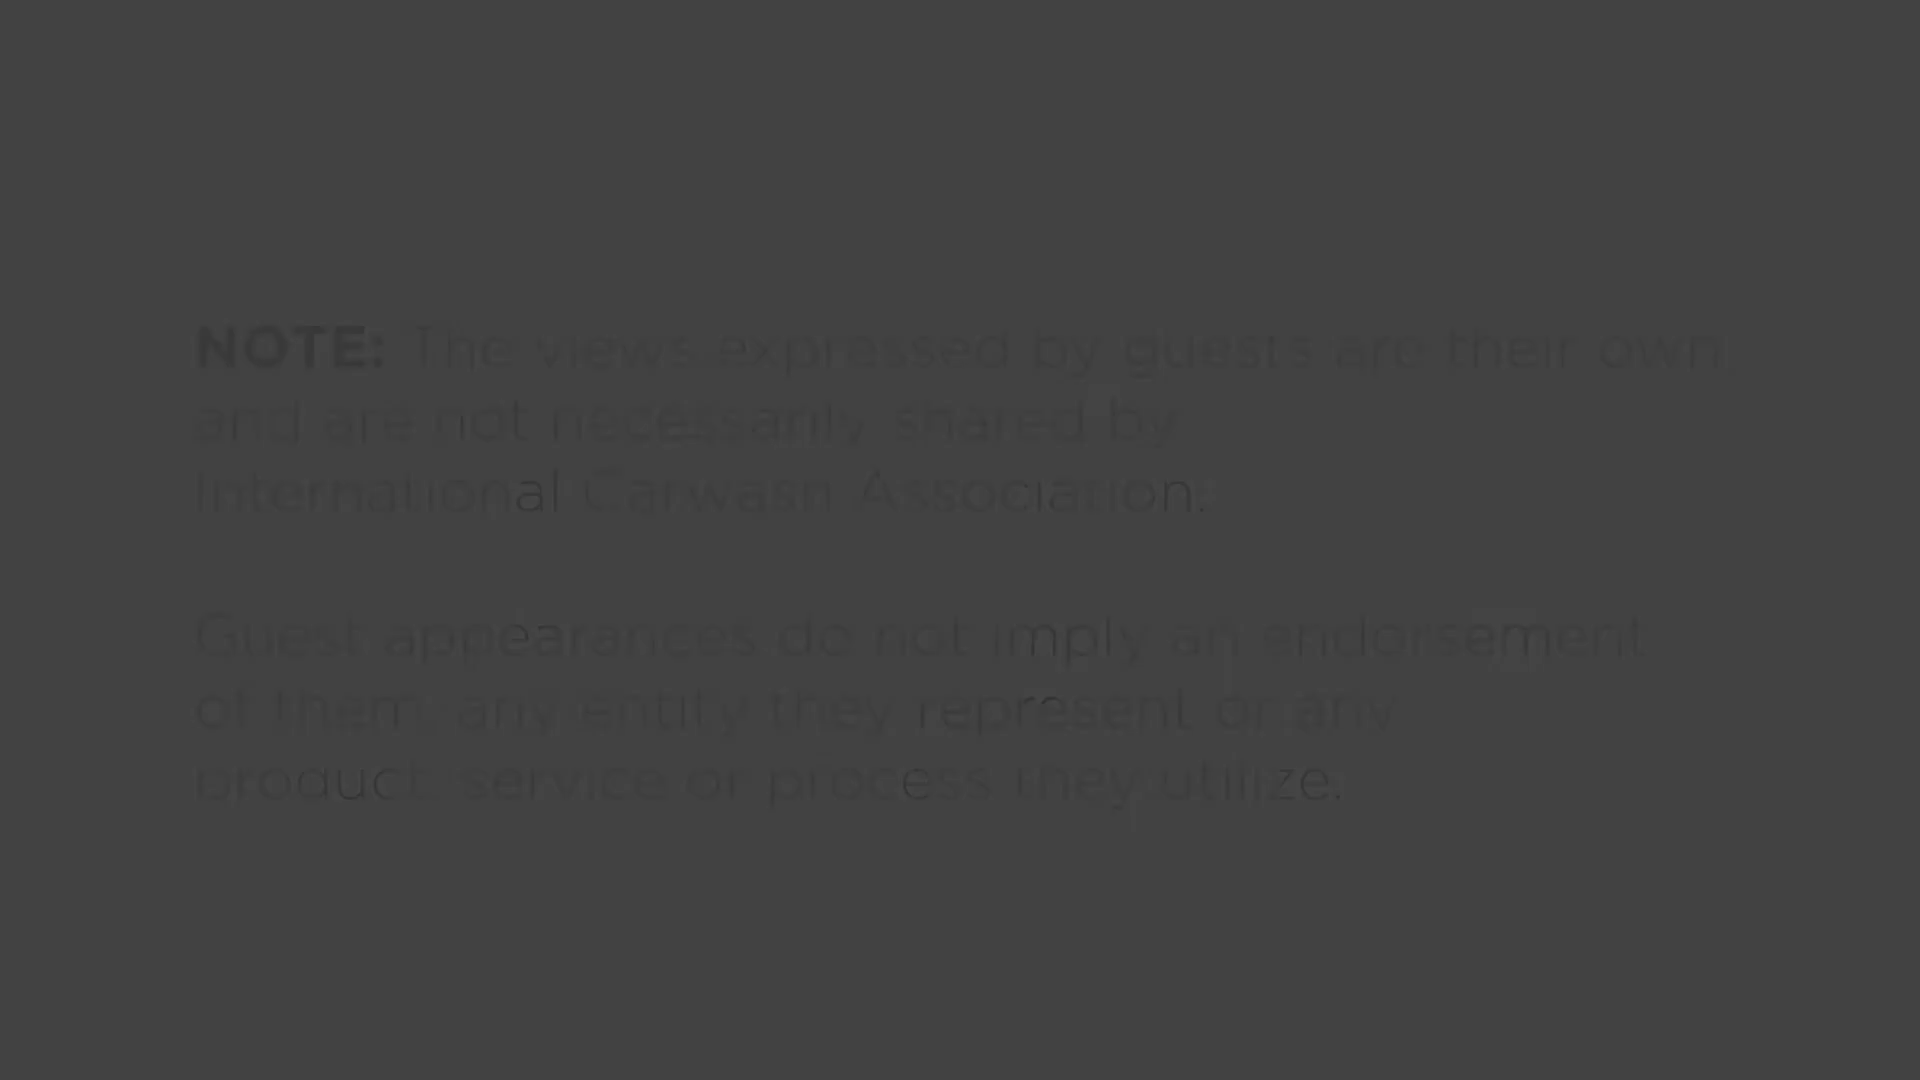 NOTE: The views expressed by guests are their own
and are not necessarily shared by
International Carwash Association.
Guest appearances do not imply an endorsement
of them, any entity they represent or any
product, service or process they utilize.